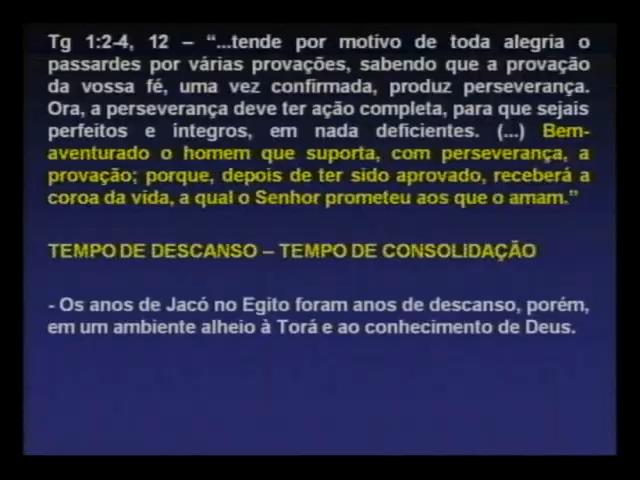 Tg 1:2-4, 12 – “...tende por motivo de toda alegria o
passardes por várias provações, sabendo que a provação
da vossa fé, uma vez confirmada, produz perseverança.
Ora, a perseverança deve ter ação completa, para que sejais
perfeitos e íntegros, em nada deficientes. (...) Bem-
aventurado o homem que suporta, com perseverança, a
provação; porque, depois de ter sido aprovado, receberá a
coroa da vida, a qual o Senhor prometeu aos que o amam.”
TEMPO DE DESCANSO – TEMPO DE CONSOLIDAÇÃO
- Os anos de Jacó no Egito foram anos de descanso, porém,
em um ambiente alheio à Torá e ao conhecimento de Deus.